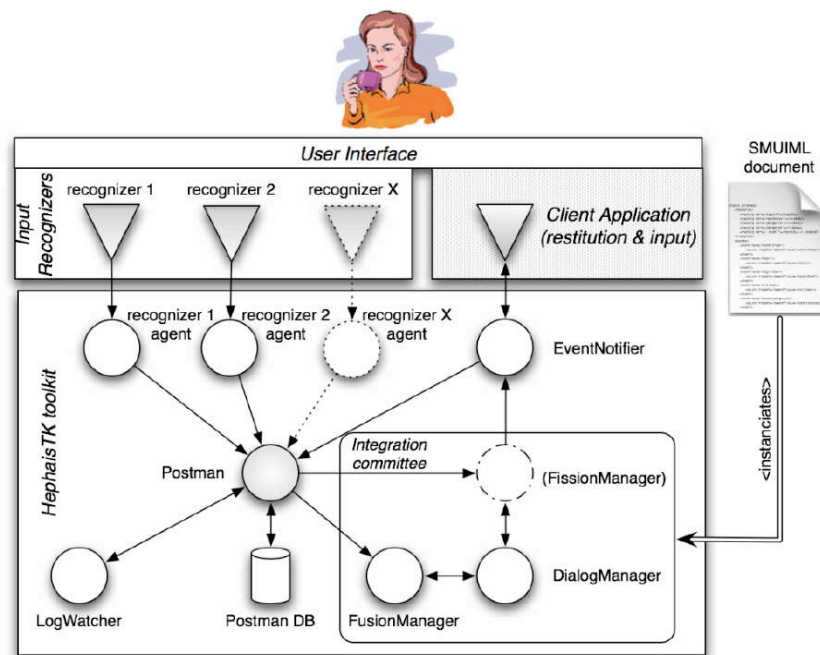 User Interface
SMUIML
document
Input
Recognizers
recognizer 1
recognizer 2
recognizer X
Client Application
(restitution & input)
HephaisTK toolkit
recognizer 1
agent
recognizer 2
agent
recognizer X
agent
EventNotifier
<instanciates>
Postman
Integration
committee
(FissionManager)
LogWatcher
Postman DB
FusionManager
DialogManager